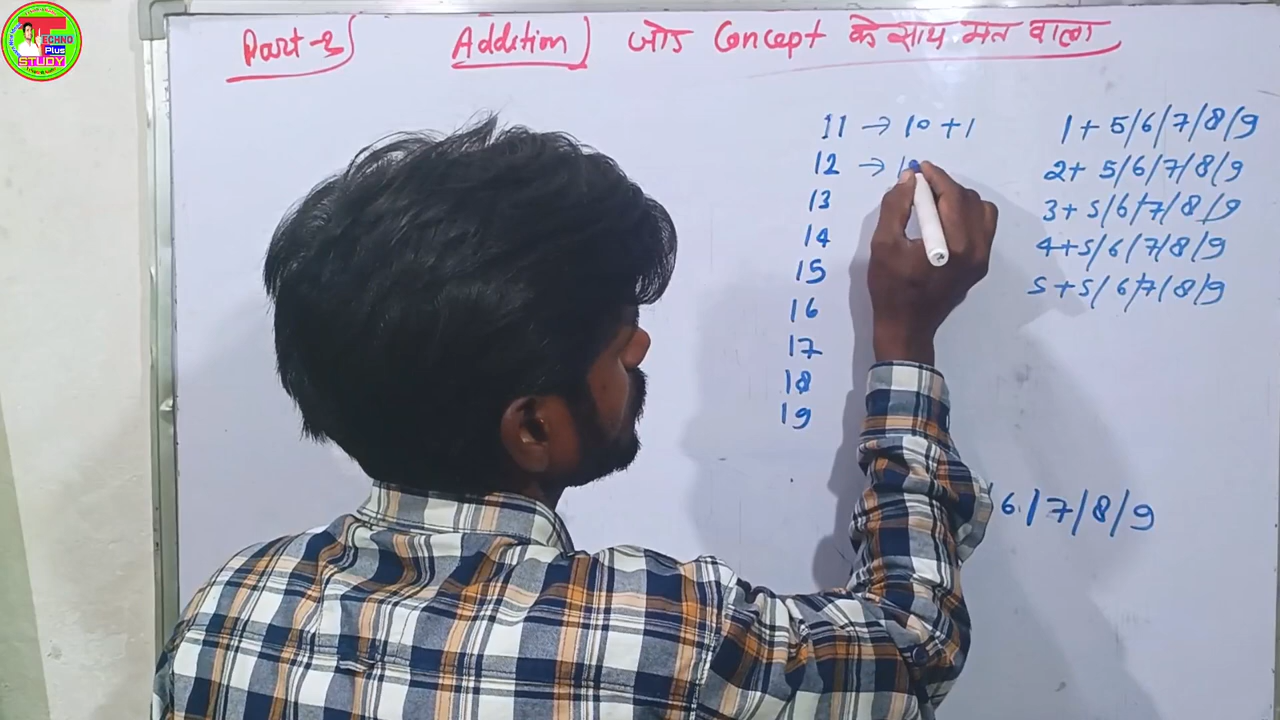 Part-2 Addition) जोड Concept के साथ मन वाला
11 → 10 + 1 1 + 5/6/7/8/9
12 → 10 2+ 5/6/7/8/9
13 3+5/6/7/8/9
14 4+5/6/7/8/9
15 5+5/6/7/8/9
16
17
18
19
/6/7/8/9
TECHNO
Plus
STUDY